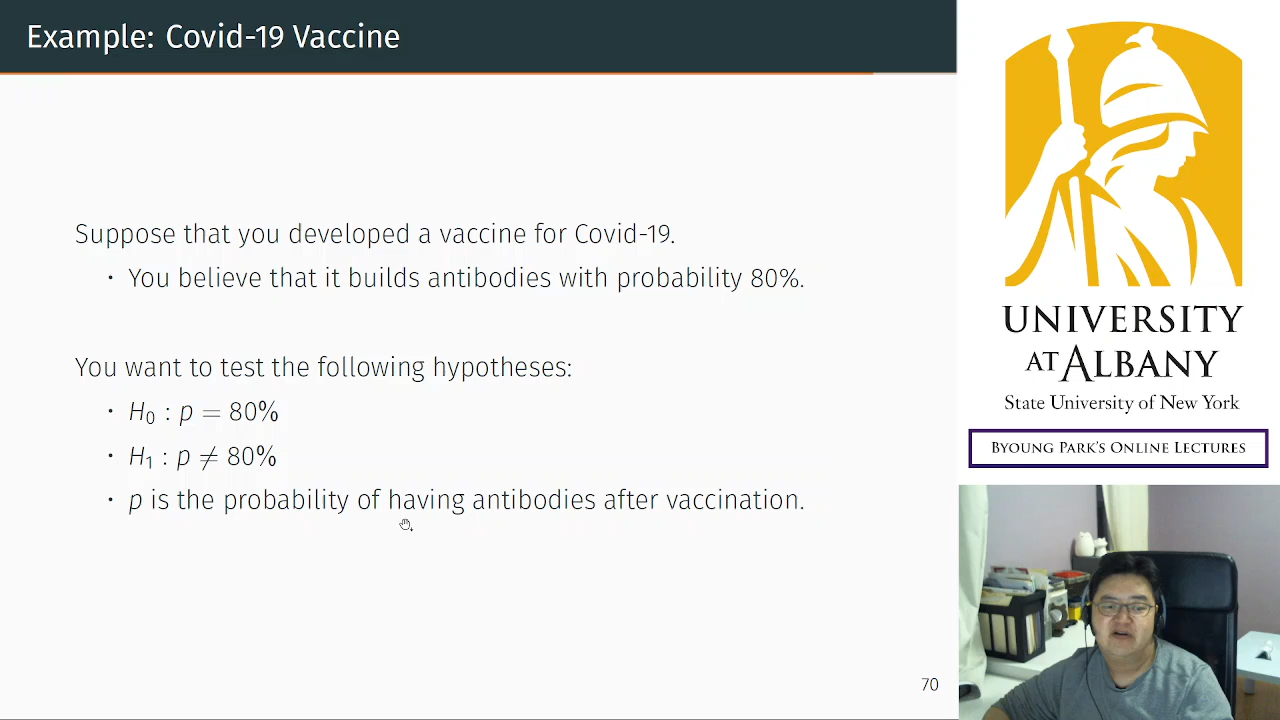 Example: Covid-19 Vaccine
Suppose that you developed a vaccine for Covid-19.
• You believe that it builds antibodies with probability 80%.
You want to test the following hypotheses:
• H₀ : p = 80%
• H₁ : p ≠ 80%
• p is the probability of having antibodies after vaccination.
70
UNIVERSITY
AT ALBANY
State University of New York
BYOUNG PARK'S ONLINE LECTURES